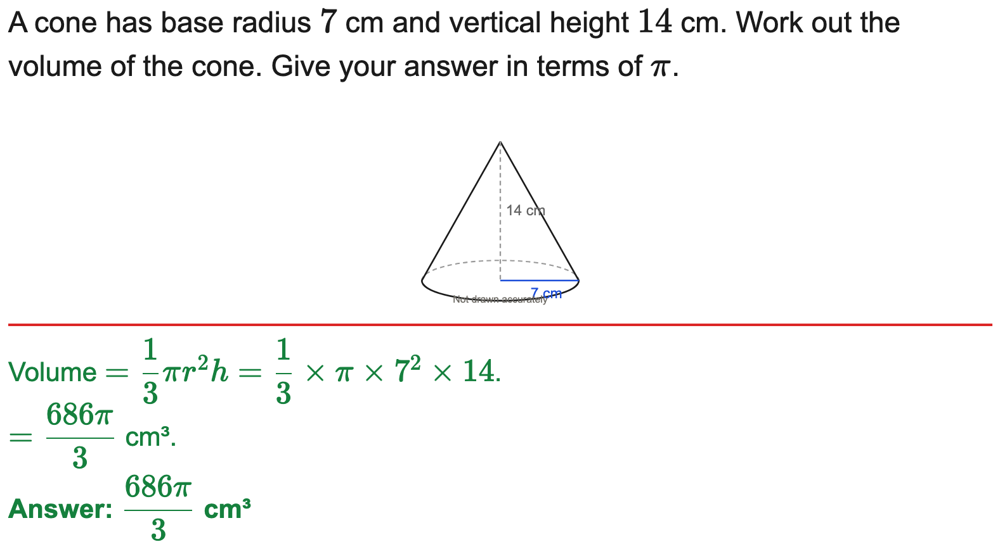 A cone has base radius 7 cm and vertical height 14 cm. Work out the
volume of the cone. Give your answer in terms of π.
14 cm
7 cm
Not drawn accurately
Volume = 1/3 πr²h = 1/3 × π × 7² × 14.
= 686π/3 cm³.
Answer: 686π/3 cm³